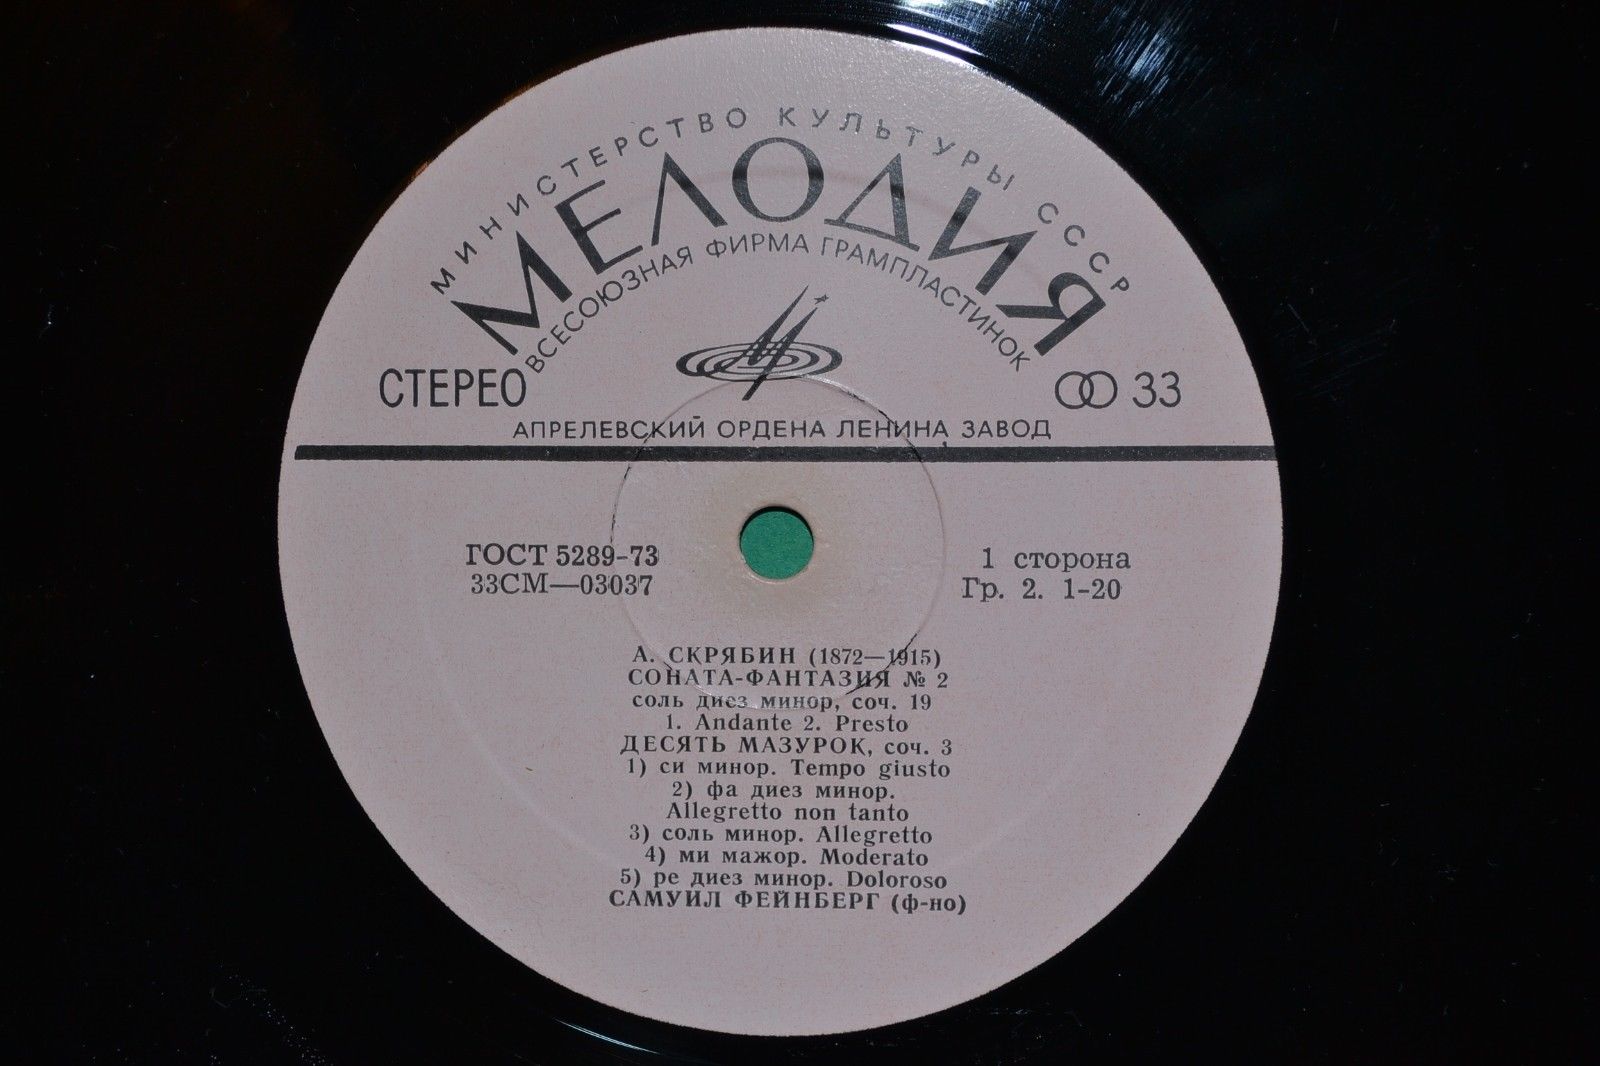 МИНИСТЕРСТВО КУЛЬТУРЫ СССР
МЕЛОДИЯ
ВСЕСОЮЗНАЯ ФИРМА ГРАМПЛАСТИНОК
СТЕРЕО
33
АПРЕЛЕВСКИЙ ОРДЕНА ЛЕНИНА ЗАВОД
ГОСТ 5289-73
33СМ—03037
1 сторона
Гр. 2. 1-20
А. СКРЯБИН (1872—1915)
СОНАТА-ФАНТАЗИЯ № 2
соль диез минор, соч. 19
1. Andante 2. Presto
ДЕСЯТЬ МАЗУРОК, соч. 3
1) си минор. Tempo giusto
2) фа диез минор.
Allegretto non tanto
3) соль минор. Allegretto
4) ми мажор. Moderato
5) ре диез минор. Doloroso
САМУИЛ ФЕЙНБЕРГ (ф-но)